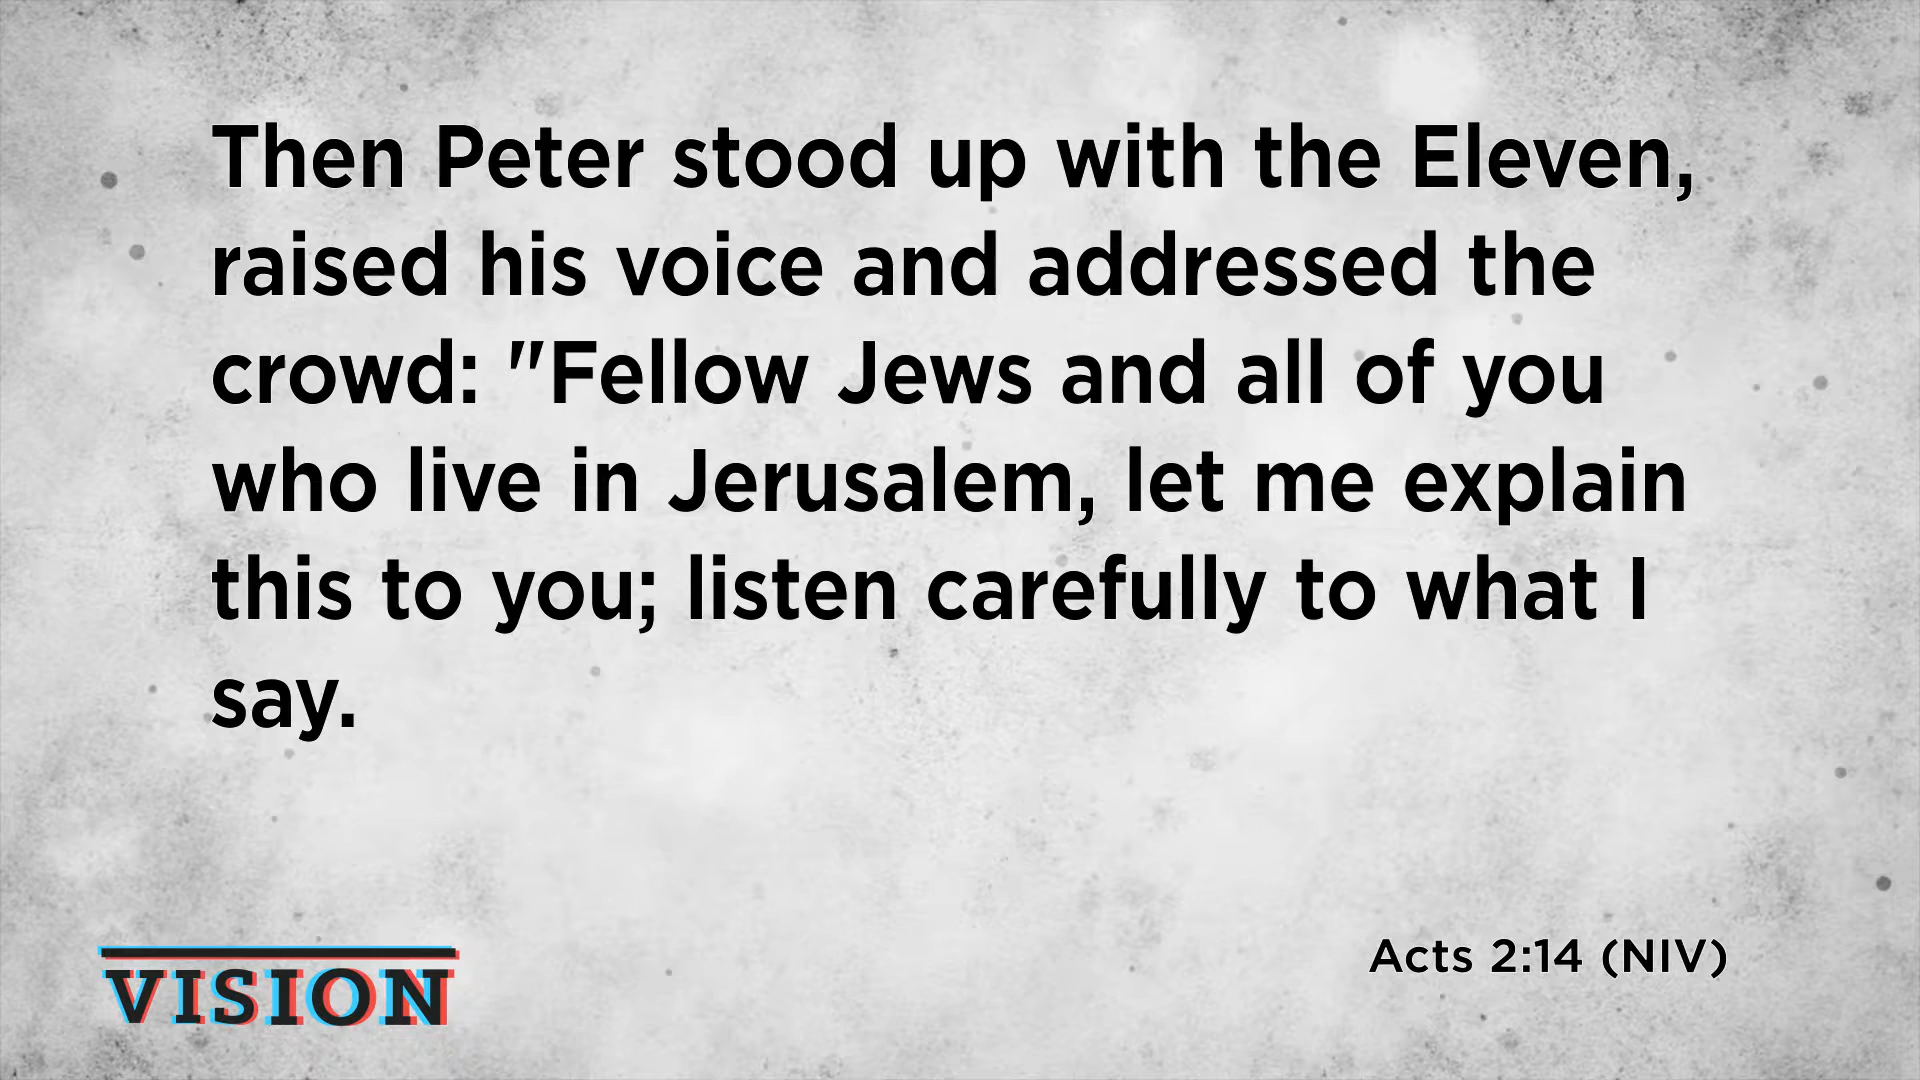 Then Peter stood up with the Eleven,
raised his voice and addressed the
crowd: "Fellow Jews and all of you
who live in Jerusalem, let me explain
this to you; listen carefully to what I
say.
VISION
Acts 2:14 (NIV)